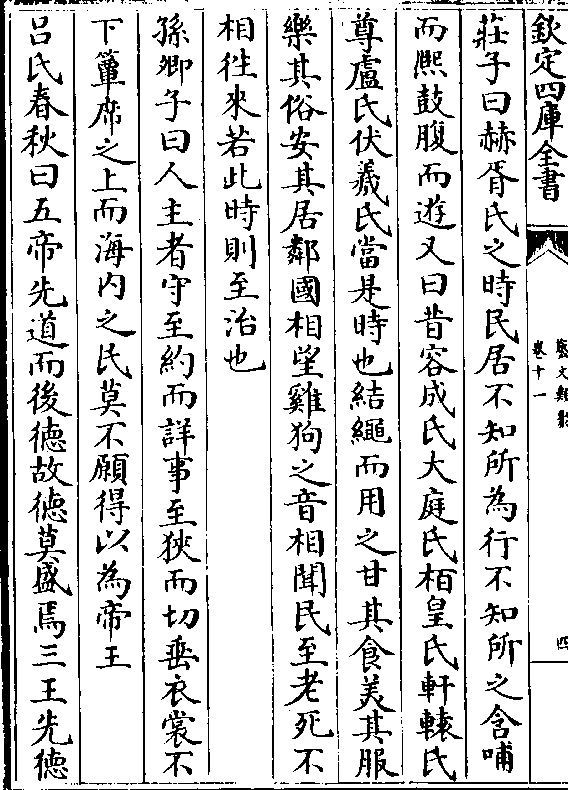 欽定四庫全書
藝文類聚
卷十一
四
莊子曰赫胥氏之時民居不知所為行不知所之含哺
而熈鼓腹而遊又曰昔容成氏大庭氏栢皇氏軒轅氏
尊盧氏伏羲氏當是時也結繩而用之甘其食美其服
樂其俗安其居鄰國相望雞狗之音相聞民至老死不
相徃來若此時則至治也
孫卿子曰人主者守至約而詳事至狹而切垂衣裳不
下簞席之上而海内之民莫不願得以為帝王
吕氏春秋曰五帝先道而後徳故徳莫盛焉三王先徳